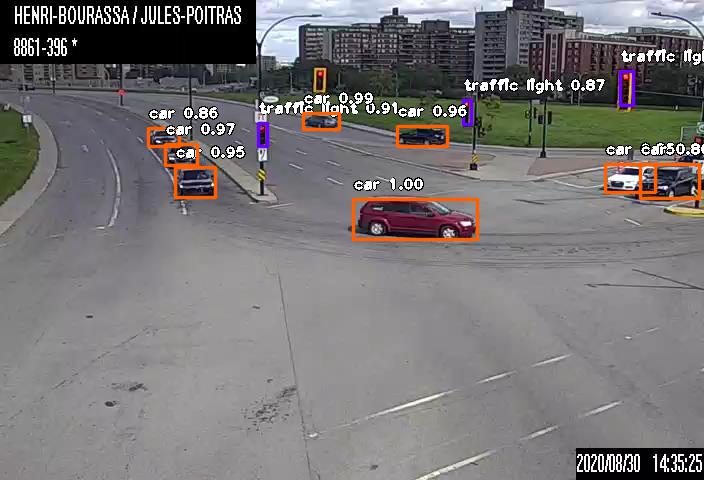 HENRI-BOURASSA / JULES-POITRAS
8861-396 *
traffic light 0.87
car 0.99
traffic light 0.91
car 0.96
car 0.86
car 0.97
car 0.95
car 1.00
car
2020/08/30 14:35:25